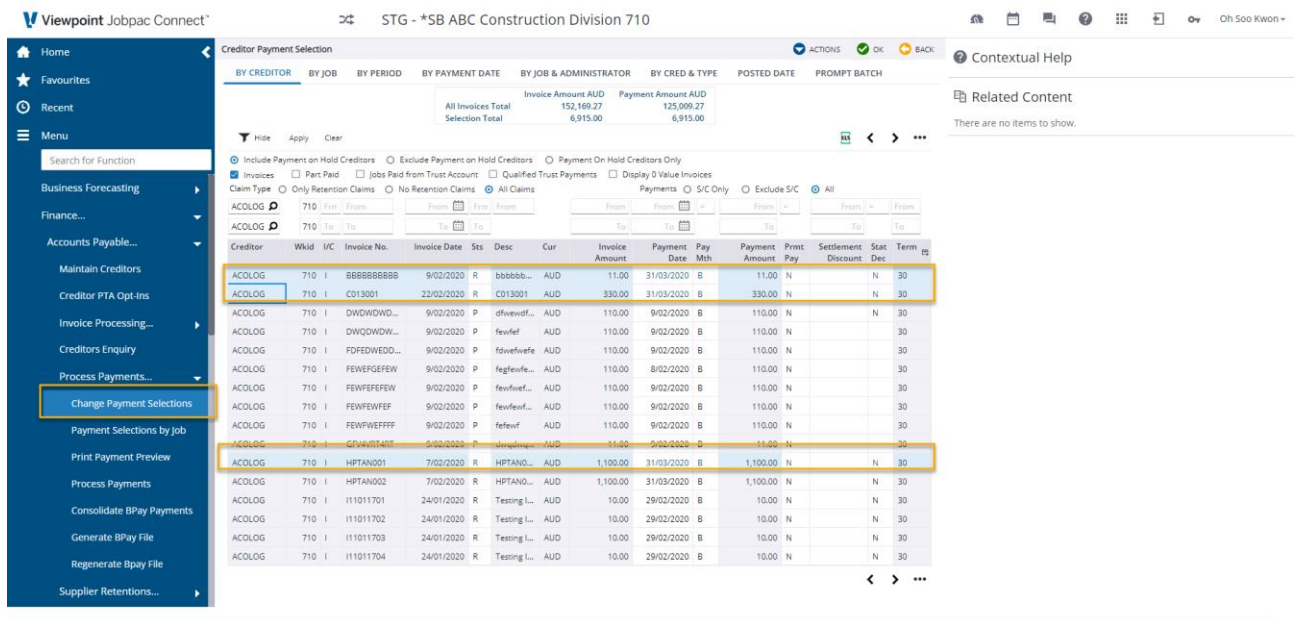 Viewpoint Jobpac Connect™
STG - *SB ABC Construction Division 710
Oh Soo Kwon
Home
Favourites
Recent
Menu
Search for Function
Business Forecasting
Finance...
Accounts Payable...
Maintain Creditors
Creditor PTA Opt-Ins
Invoice Processing...
Creditors Enquiry
Process Payments...
Change Payment Selections
Payment Selections by Job
Print Payment Preview
Process Payments
Consolidate BPay Payments
Generate BPay File
Regenerate Bpay File
Supplier Retentions...
Creditor Payment Selection
ACTIONS OK BACK
BY CREDITOR BY JOB BY PERIOD BY PAYMENT DATE BY JOB & ADMINISTRATOR BY CRED & TYPE POSTED DATE PROMPT BATCH
Invoice Amount AUD Payment Amount AUD
All Invoices Total 152,169.27 125,009.27
Selection Total 6,915.00 6,915.00
Hide Apply Clear
XLS
Include Payment on Hold Creditors Exclude Payment on Hold Creditors Payment On Hold Creditors Only
Invoices Part Paid Jobs Paid from Trust Account Qualified Trust Payments Display 0 Value Invoices
Claim Type Only Retention Claims No Retention Claims All Claims Payments S/C Only Exclude S/C All
ACOLOG 710 Frm From From Frm From From From = From = From = From
ACOLOG 710 To To To To To To To To To
Creditor Wkid I/C Invoice No. Invoice Date Sts Desc Cur Invoice Amount Payment Date Pay Mth Payment Amount Prmt Pay Settlement Discount Stat Dec Term
ACOLOG 710 I BBBBBBBBBB 9/02/2020 R bbbbbb... AUD 11.00 31/03/2020 B 11.00 N N 30
ACOLOG 710 I C013001 22/02/2020 R C013001 AUD 330.00 31/03/2020 B 330.00 N N 30
ACOLOG 710 I DWDWDWD... 9/02/2020 P dfwewdf... AUD 110.00 9/02/2020 B 110.00 N N 30
ACOLOG 710 I DWQDWDW... 9/02/2020 P fewfef AUD 110.00 9/02/2020 B 110.00 N 30
ACOLOG 710 I FDFEDWEDD... 9/02/2020 P fdwefwefe AUD 110.00 9/02/2020 B 110.00 N 30
ACOLOG 710 I FEWEFGEFEW 9/02/2020 P fegfewfe... AUD 110.00 8/02/2020 B 110.00 N 30
ACOLOG 710 I FEWFEFEFEW 9/02/2020 P fewfwef... AUD 110.00 9/02/2020 B 110.00 N 30
ACOLOG 710 I FEWFEWFEF 9/02/2020 P fewfewf... AUD 110.00 9/02/2020 B 110.00 N 30
ACOLOG 710 I FEWFWEFFFF 9/02/2020 P fefewf AUD 110.00 9/02/2020 B 110.00 N 30
ACOLOG 710 I 9/02/2020 P AUD 11.00 9/02/2020 B 11.00 N 30
ACOLOG 710 I HPTAN001 7/02/2020 R HPTAN0... AUD 1,100.00 31/03/2020 B 1,100.00 N N 30
ACOLOG 710 I HPTAN002 7/02/2020 R HPTAN0... AUD 1,100.00 31/03/2020 B 1,100.00 N N 30
ACOLOG 710 I I11011701 24/01/2020 R Testing I... AUD 10.00 29/02/2020 B 10.00 N N 30
ACOLOG 710 I I11011702 24/01/2020 R Testing I... AUD 10.00 29/02/2020 B 10.00 N N 30
ACOLOG 710 I I11011703 24/01/2020 R Testing I... AUD 10.00 29/02/2020 B 10.00 N N 30
ACOLOG 710 I I11011704 24/01/2020 R Testing I... AUD 10.00 29/02/2020 B 10.00 N N 30
Contextual Help
Related Content
There are no items to show.